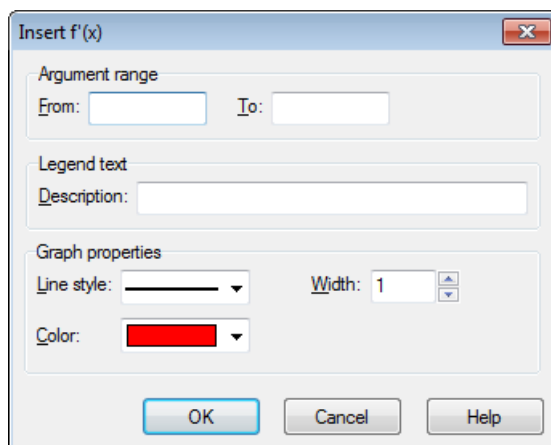 Insert f'(x)
Argument range
From: To:
Legend text
Description:
Graph properties
Line style: Width: 1
Color:
OK Cancel Help